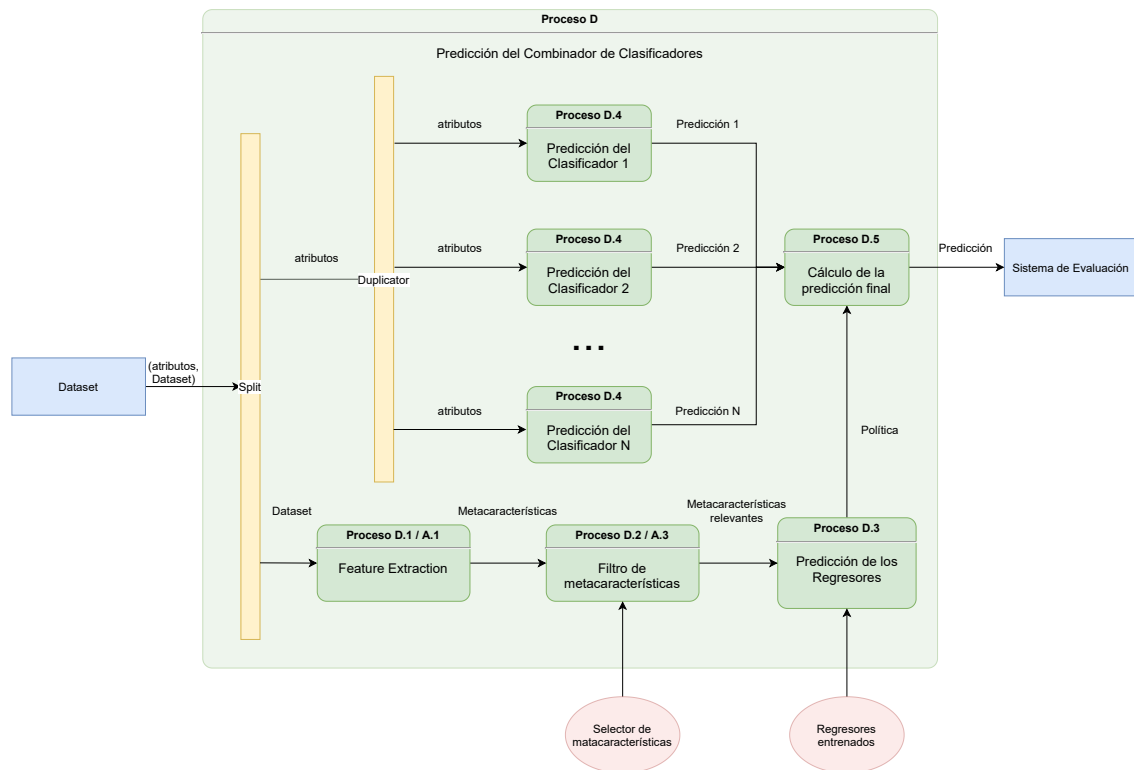 Proceso D
Predicción del Combinador de Clasificadores
Proceso D.4
atributos
Predicción 1
Predicción del
Clasificador 1
atributos
Proceso D.4
atributos
Predicción 2
Proceso D.5
Predicción
Duplicator
Predicción del
Clasificador 2
Cálculo de la
predicción final
Sistema de Evaluación
...
(atributos,
Dataset)
Dataset
Split
Proceso D.4
atributos
Predicción N
Predicción del
Clasificador N
Política
Dataset
Metacaracterísticas
Metacaracterísticas
relevantes
Proceso D.1 / A.1
Feature Extraction
Proceso D.2 / A.3
Filtro de
metacaracterísticas
Proceso D.3
Predicción de los
Regresores
Selector de
matacaracterísticas
Regresores
entrenados